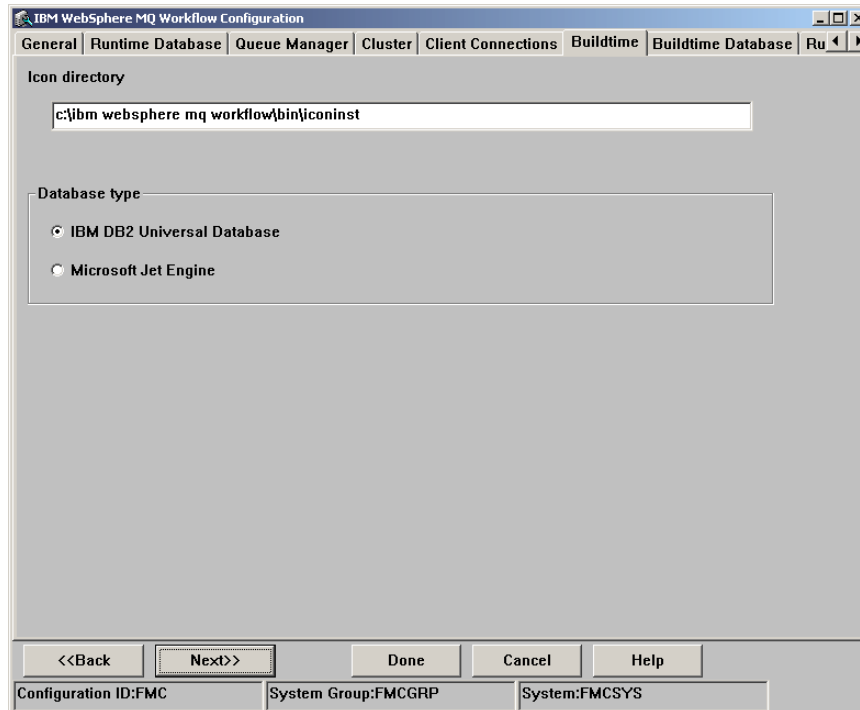 IBM WebSphere MQ Workflow Configuration
General Runtime Database Queue Manager Cluster Client Connections Buildtime Buildtime Database Ru
Icon directory
c:\ibm websphere mq workflow\bin\iconinst
Database type
IBM DB2 Universal Database
Microsoft Jet Engine
<<Back Next>> Done Cancel Help
Configuration ID:FMC System Group:FMCGRP System:FMCSYS